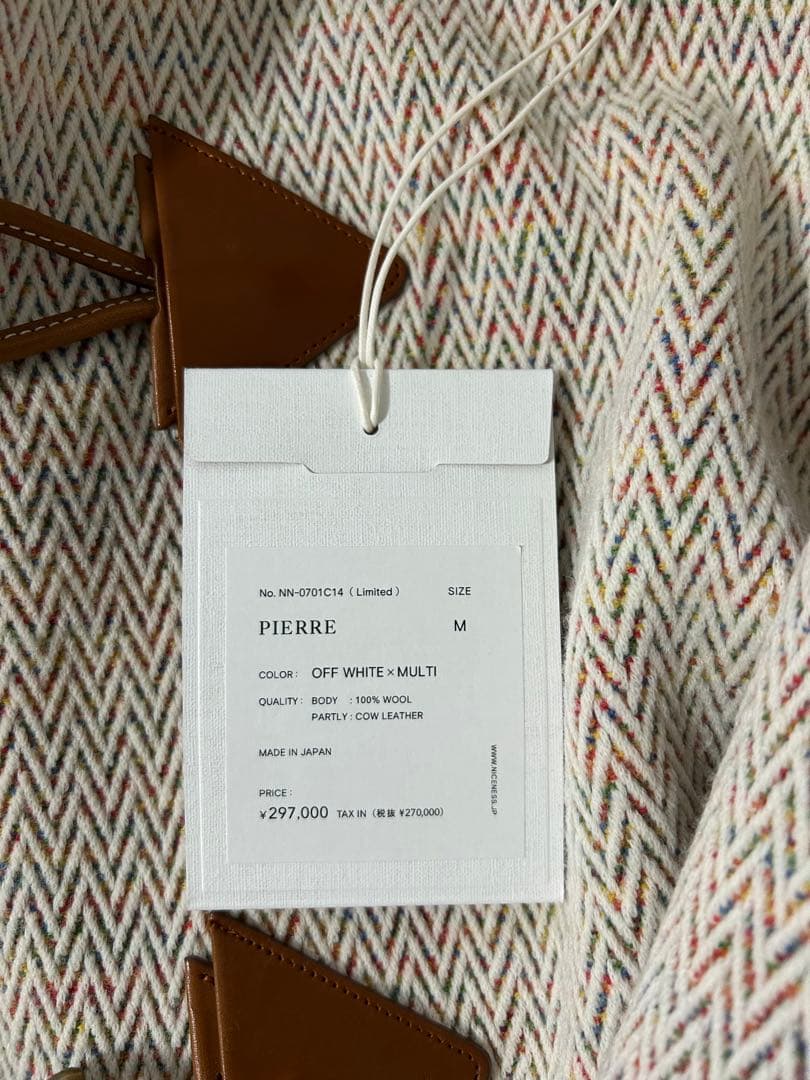 No. NN-0701C14 ( Limited ) SIZE
PIERRE M
COLOR : OFF WHITE × MULTI
QUALITY : BODY : 100% WOOL
PARTLY : COW LEATHER
MADE IN JAPAN
PRICE :
¥297,000 TAX IN (税抜 ¥270,000)
WWW.NICENESS.JP